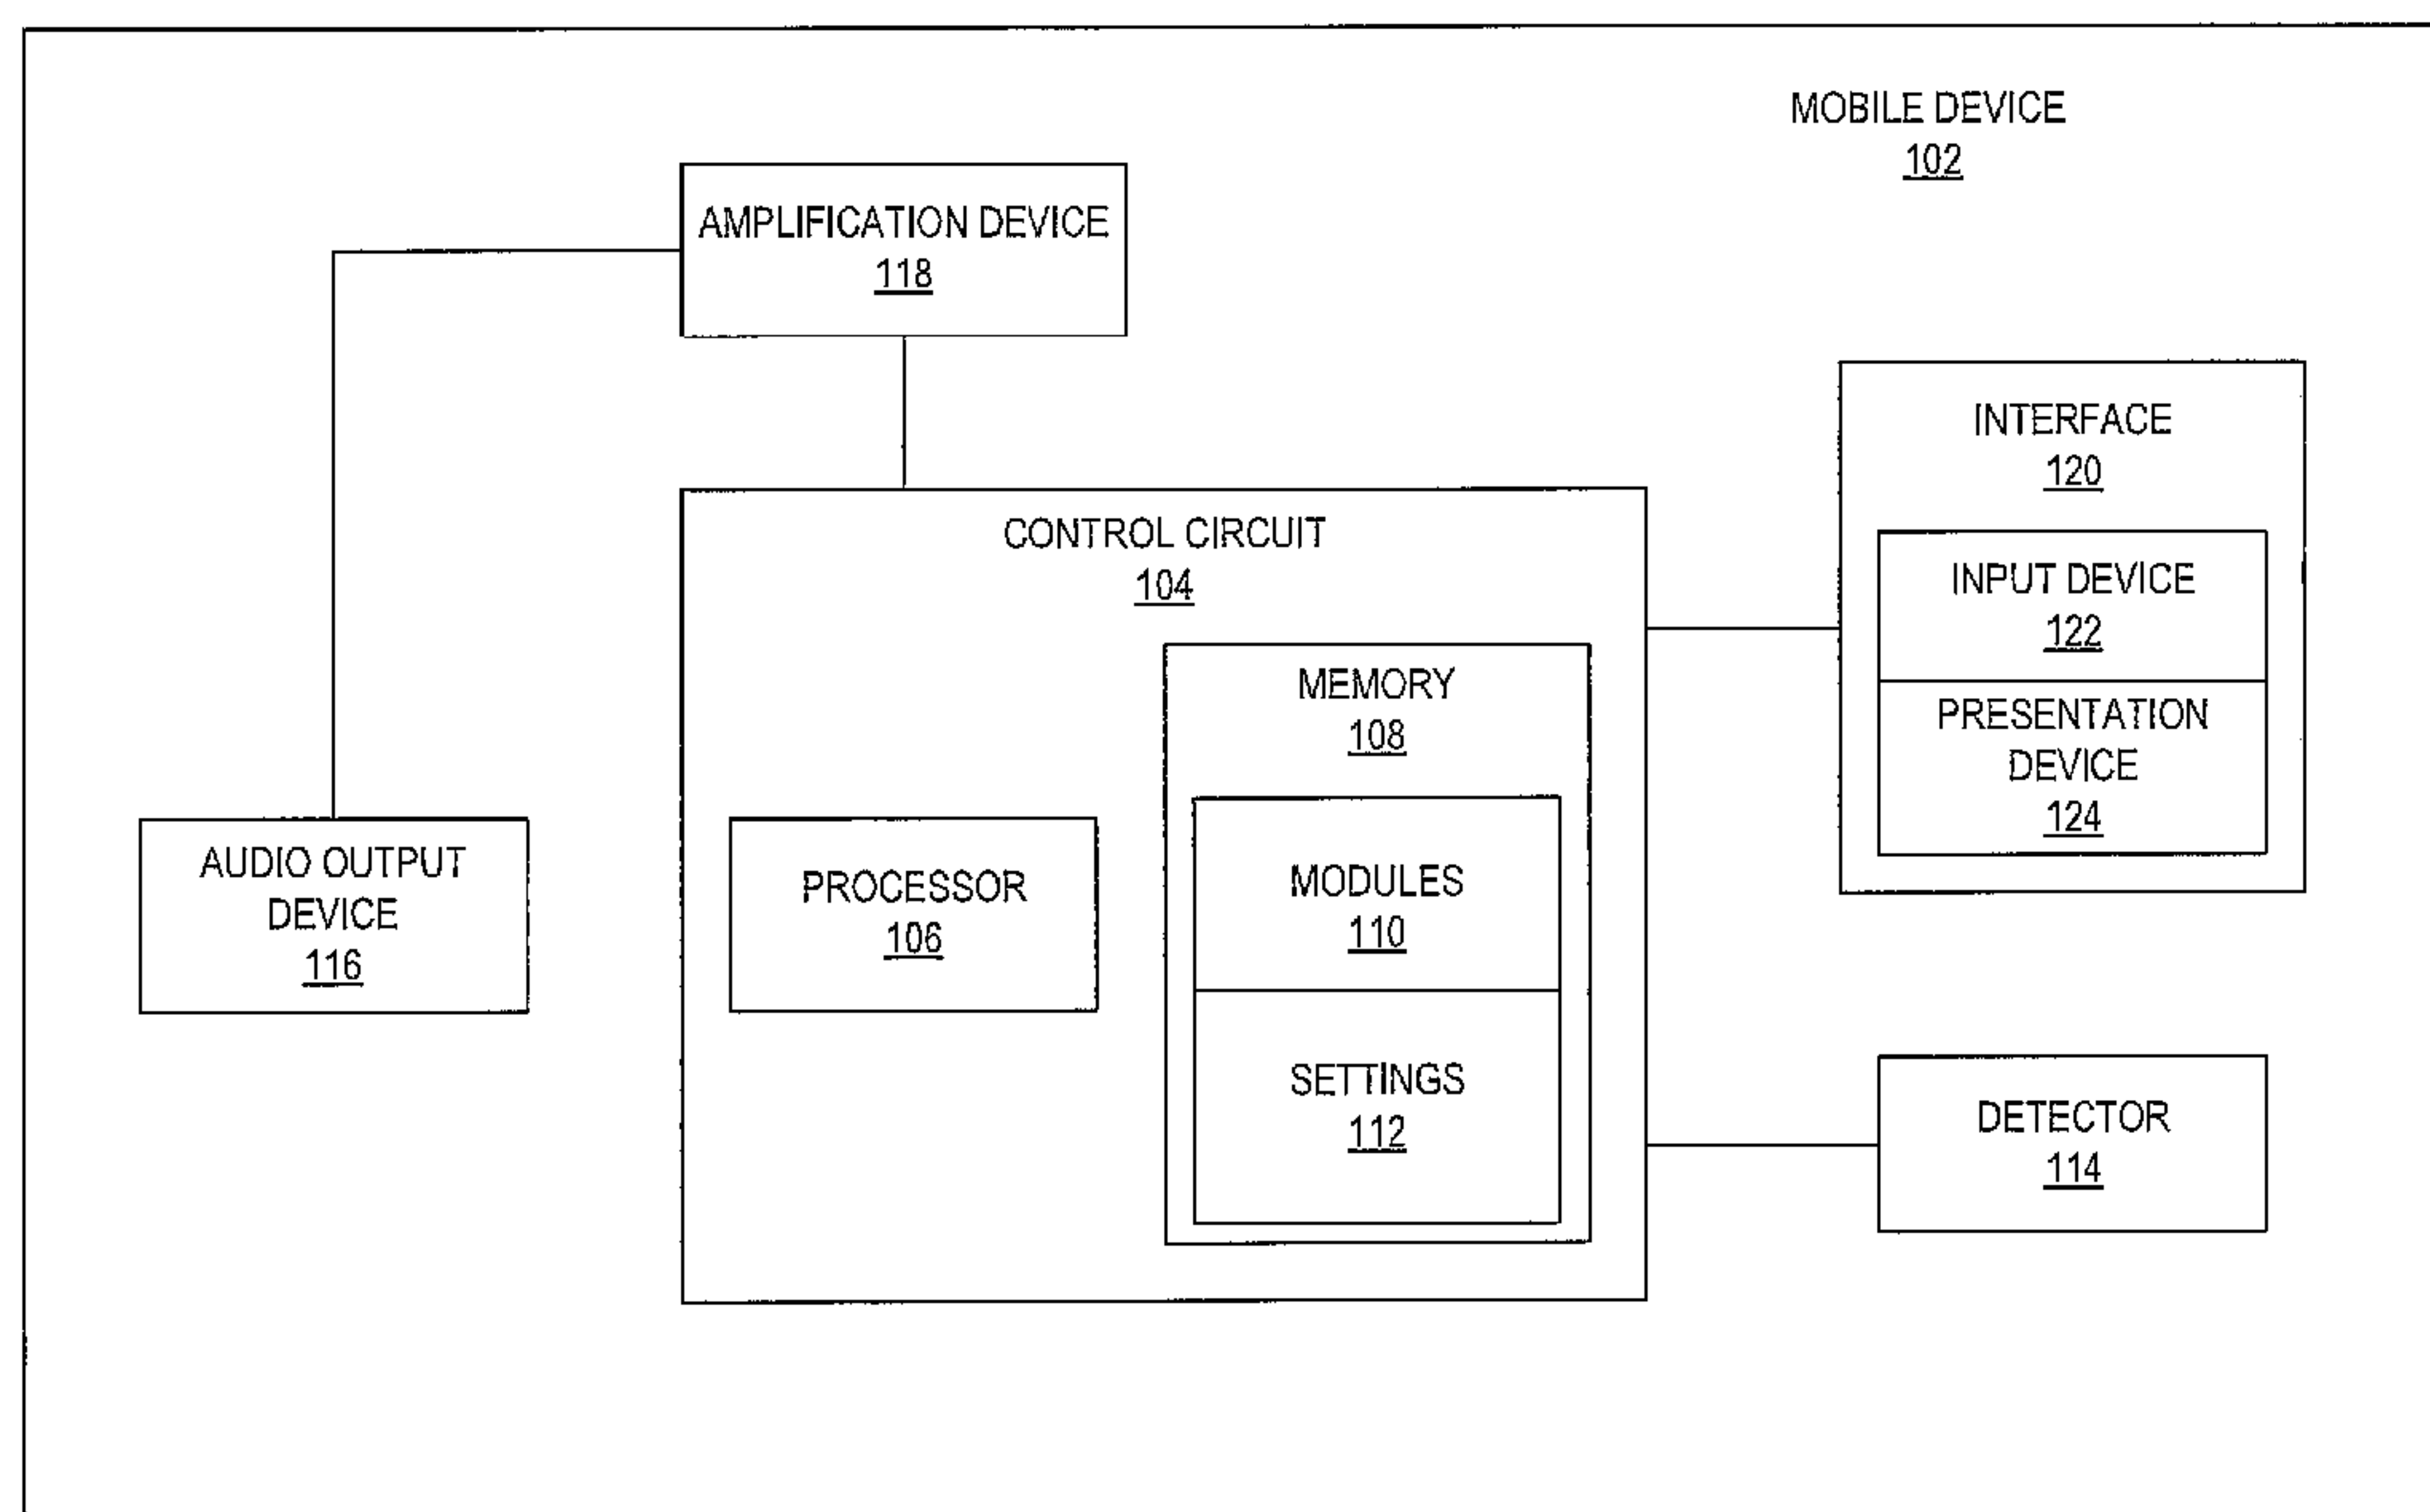 MOBILE DEVICE
102
AMPLIFICATION DEVICE
118
INTERFACE
120
INPUT DEVICE
122
PRESENTATION
DEVICE
124
CONTROL CIRCUIT
104
MEMORY
108
MODULES
110
SETTINGS
112
PROCESSOR
106
AUDIO OUTPUT
DEVICE
116
DETECTOR
114